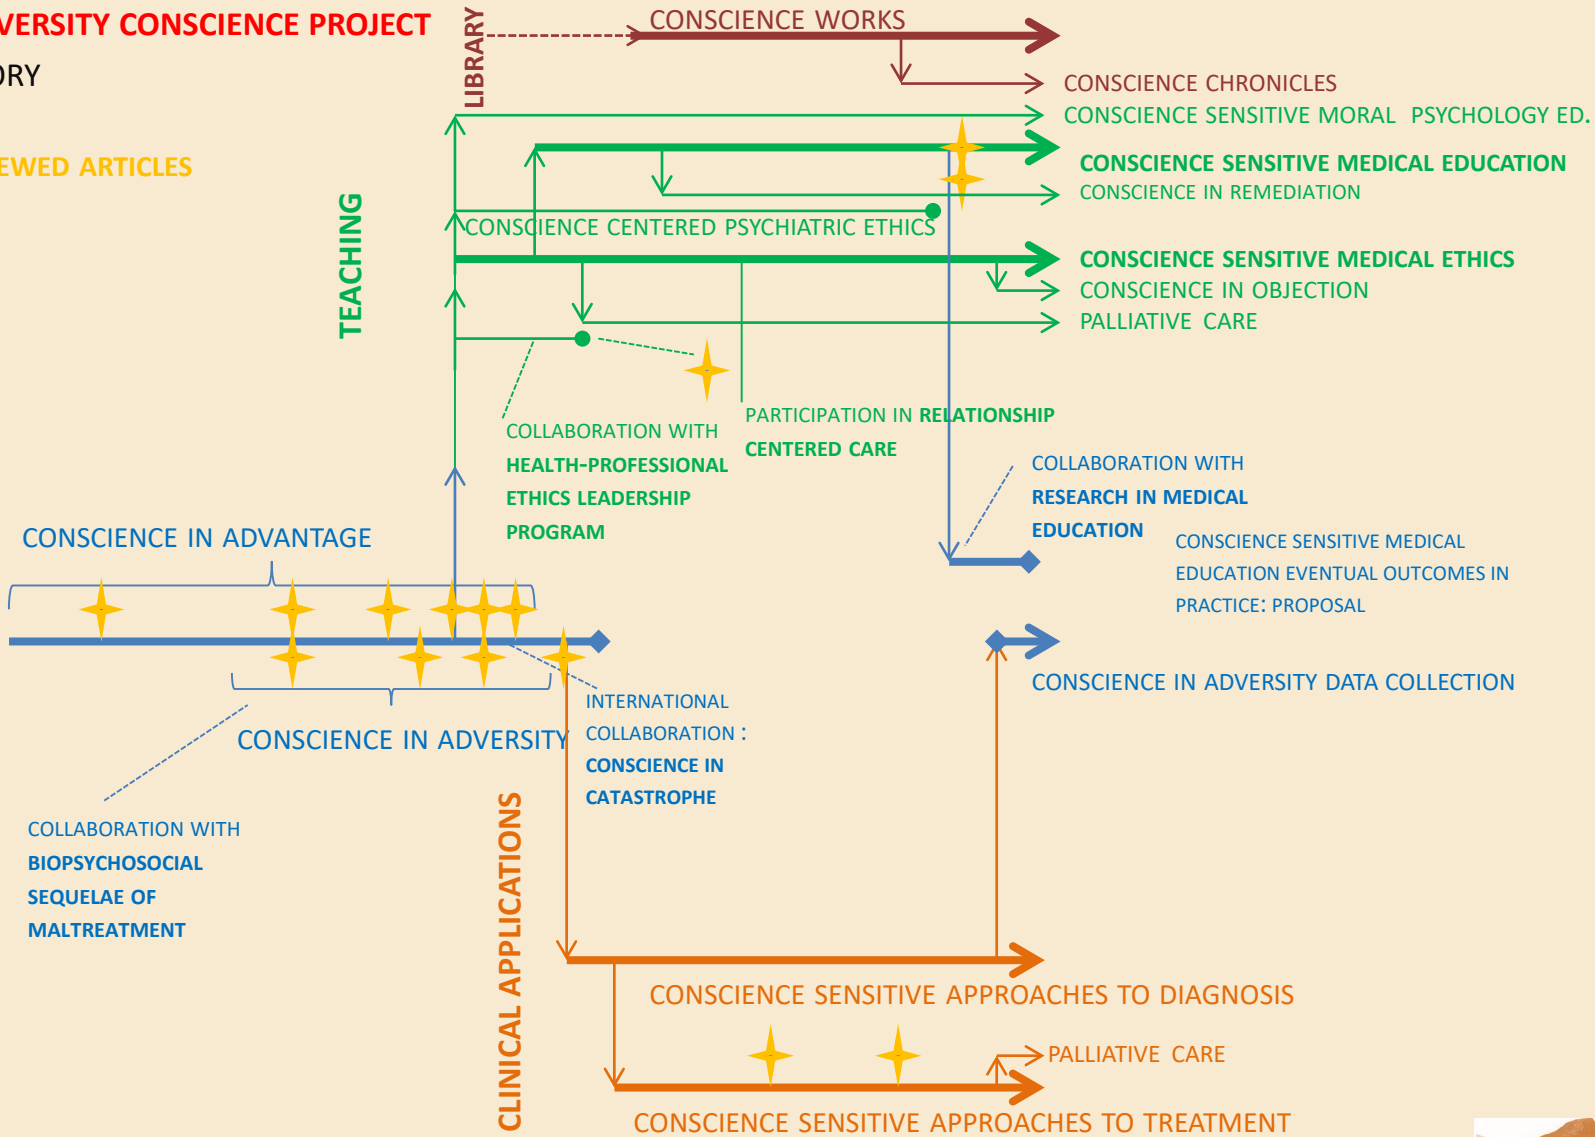 VERSITY CONSCIENCE PROJECT
ORY
EWED ARTICLES
LIBRARY
CONSCIENCE WORKS
CONSCIENCE CHRONICLES
CONSCIENCE SENSITIVE MORAL PSYCHOLOGY ED.
CONSCIENCE SENSITIVE MEDICAL EDUCATION
CONSCIENCE IN REMEDIATION
TEACHING
CONSCIENCE CENTERED PSYCHIATRIC ETHICS
CONSCIENCE SENSITIVE MEDICAL ETHICS
CONSCIENCE IN OBJECTION
PALLIATIVE CARE
COLLABORATION WITH
HEALTH-PROFESSIONAL
ETHICS LEADERSHIP
PROGRAM
PARTICIPATION IN RELATIONSHIP
CENTERED CARE
COLLABORATION WITH
RESEARCH IN MEDICAL
EDUCATION
CONSCIENCE SENSITIVE MEDICAL
EDUCATION EVENTUAL OUTCOMES IN
PRACTICE: PROPOSAL
CONSCIENCE IN ADVANTAGE
CONSCIENCE IN ADVERSITY
CONSCIENCE IN ADVERSITY DATA COLLECTION
INTERNATIONAL
COLLABORATION :
CONSCIENCE IN
CATASTROPHE
COLLABORATION WITH
BIOPSYCHOSOCIAL
SEQUELAE OF
MALTREATMENT
CLINICAL APPLICATIONS
CONSCIENCE SENSITIVE APPROACHES TO DIAGNOSIS
PALLIATIVE CARE
CONSCIENCE SENSITIVE APPROACHES TO TREATMENT